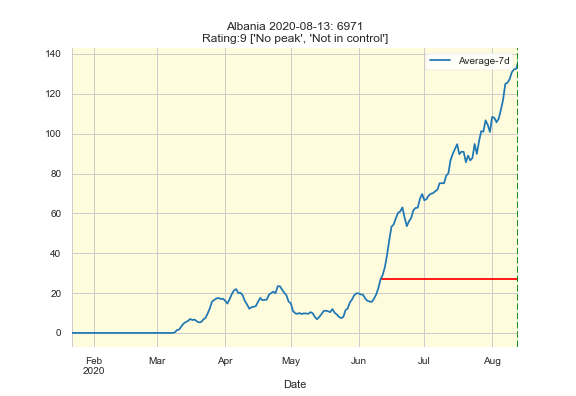 Albania 2020-08-13: 6971
Rating:9 ['No peak', 'Not in control']
140
120
100
80
60
40
20
0
Average-7d
Feb
2020
Mar
Apr
May
Jun
Jul
Aug
Date